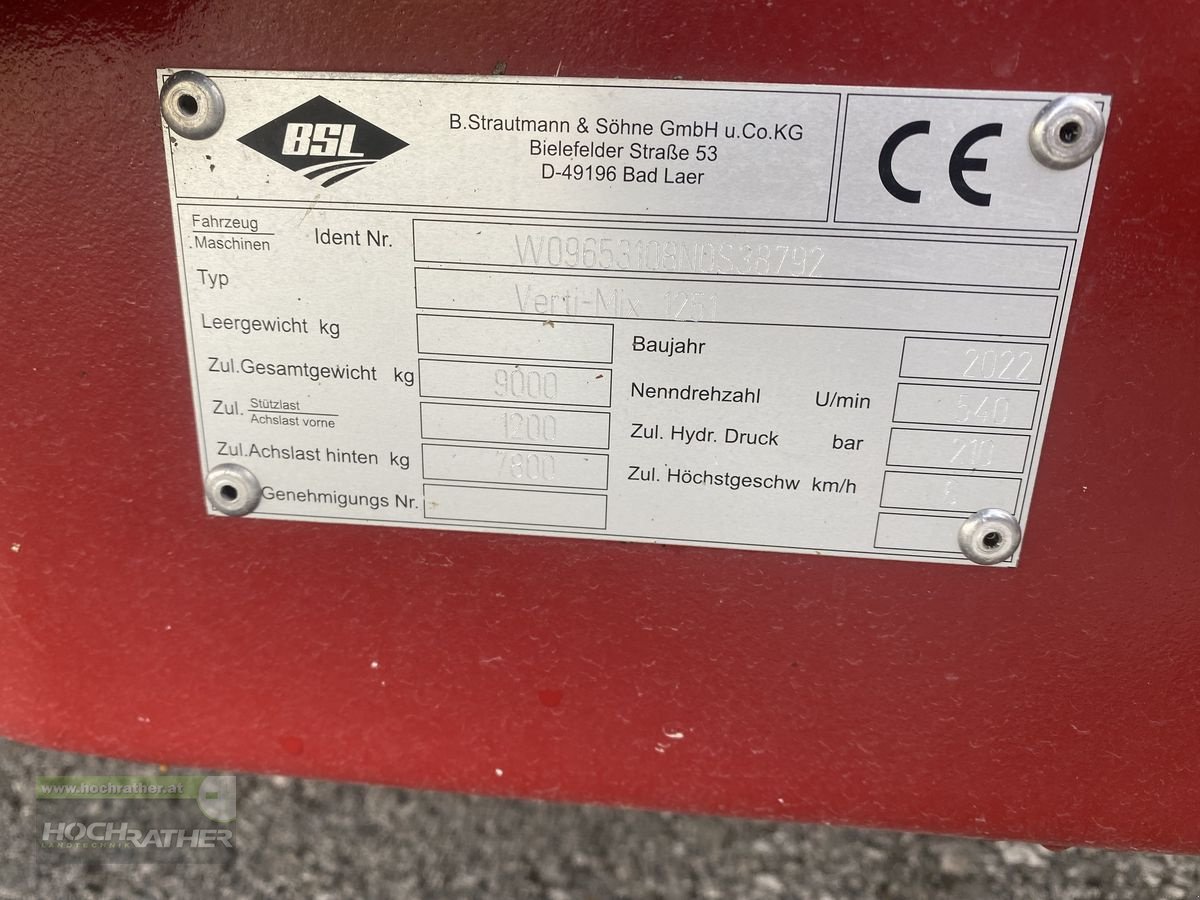 BSL
B.Strautmann & Söhne GmbH u.Co.KG
Bielefelder Straße 53
D-49196 Bad Laer
CE
Fahrzeug
Maschinen
Ident Nr.
W09653108N0S38792
Typ
Verti-Mix 1251
Leergewicht kg
Baujahr
2022
Zul.Gesamtgewicht kg
9000
Nenndrehzahl U/min
540
Zul. Stützlast
Achslast vorne
1200
Zul. Hydr. Druck bar
210
Zul.Achslast hinten kg
7800
Zul. Höchstgeschw km/h
Genehmigungs Nr.
www.hochrather.at
HOCHRATHER
LANDTECHNIK